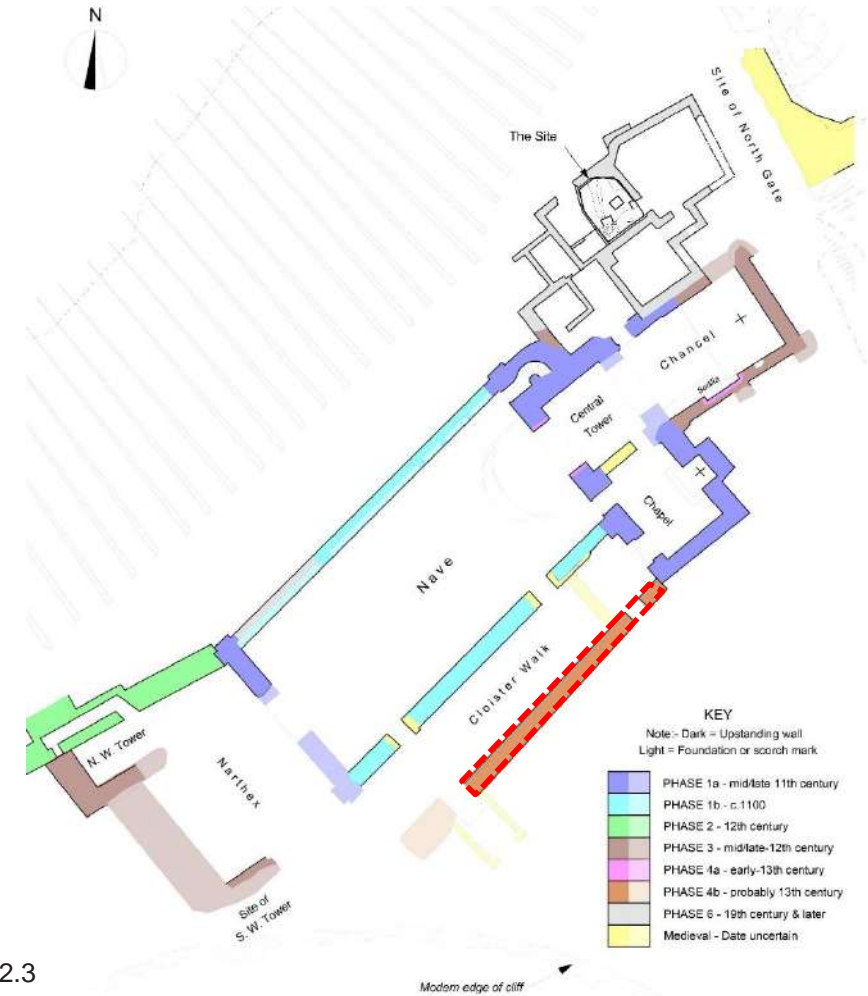 N
Site of North Gate
The Site
Chancel
Sedilia
Central
Tower
Chapel
Nave
Cloister Walk
N. W. Tower
Narthex
Site of
S. W. Tower
KEY
Note:- Dark = Upstanding wall
Light = Foundation or scorch mark
PHASE 1a - mid/late 11th century
PHASE 1b - c.1100
PHASE 2 - 12th century
PHASE 3 - mid/late-12th century
PHASE 4a - early-13th century
PHASE 4b - probably 13th century
PHASE 6 - 19th century & later
Medieval - Date uncertain
2.3
Modern edge of cliff